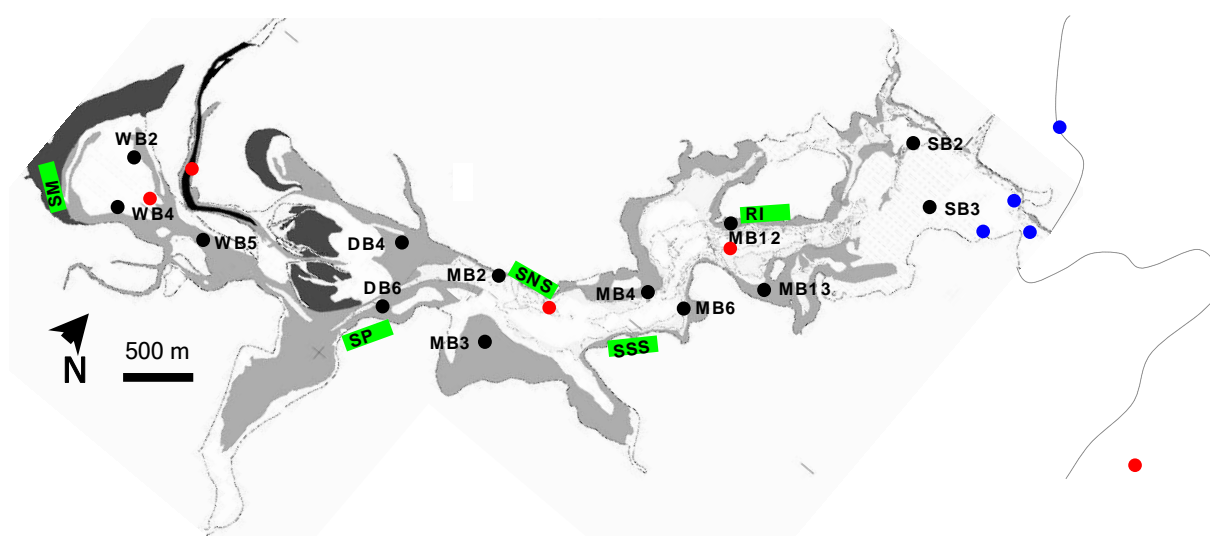 WB2
SB2
SM
WB4
SB3
RI
WB5
DB4
MB12
MB2
SNS
DB6
MB4
MB13
MB6
SP
MB3
SSS
500 m
N